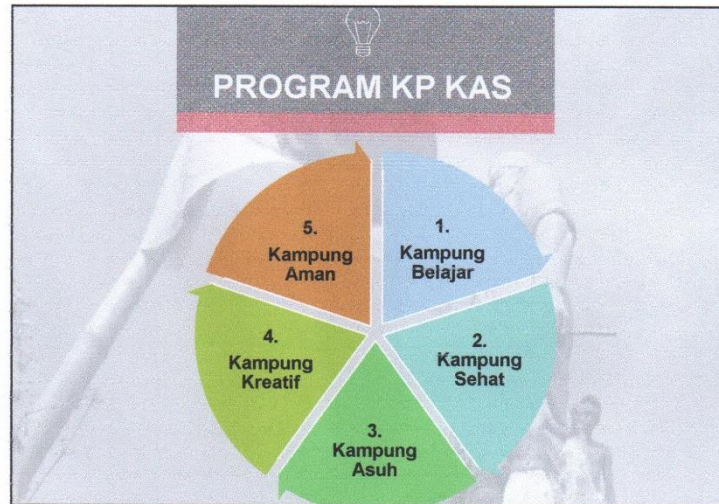 PROGRAM KP KAS
1.
Kampung
Belajar
2.
Kampung
Sehat
3.
Kampung
Asuh
4.
Kampung
Kreatif
5.
Kampung
Aman